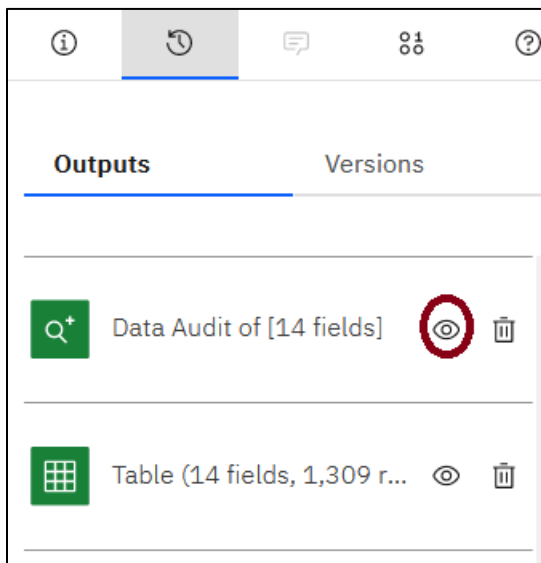 Outputs Versions
Data Audit of [14 fields]
Table (14 fields, 1,309 r...